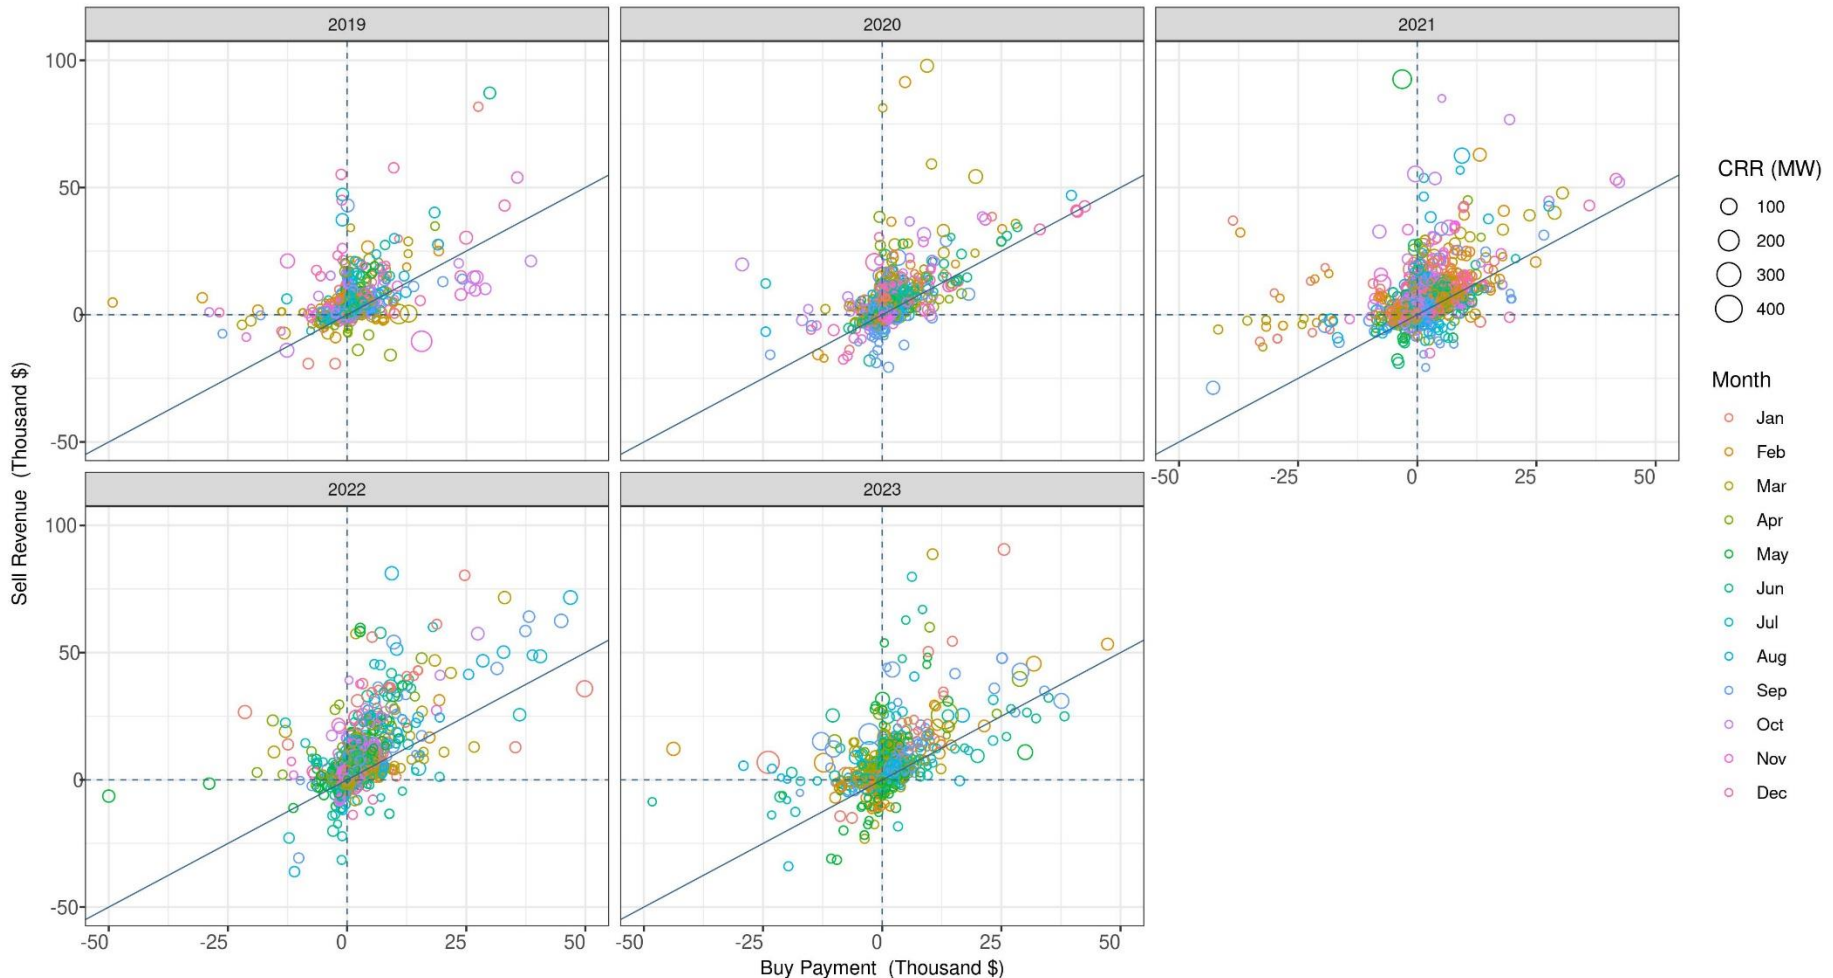 2019
2020
2021
100
50
0
-50
-50
-25
0
25
50
2022
2023
100
50
0
-50
-50
-25
0
25
50
-50
-25
0
25
50
Sell Revenue (Thousand $)
Buy Payment (Thousand $)
CRR (MW)
100
200
300
400
Month
Jan
Feb
Mar
Apr
May
Jun
Jul
Aug
Sep
Oct
Nov
Dec